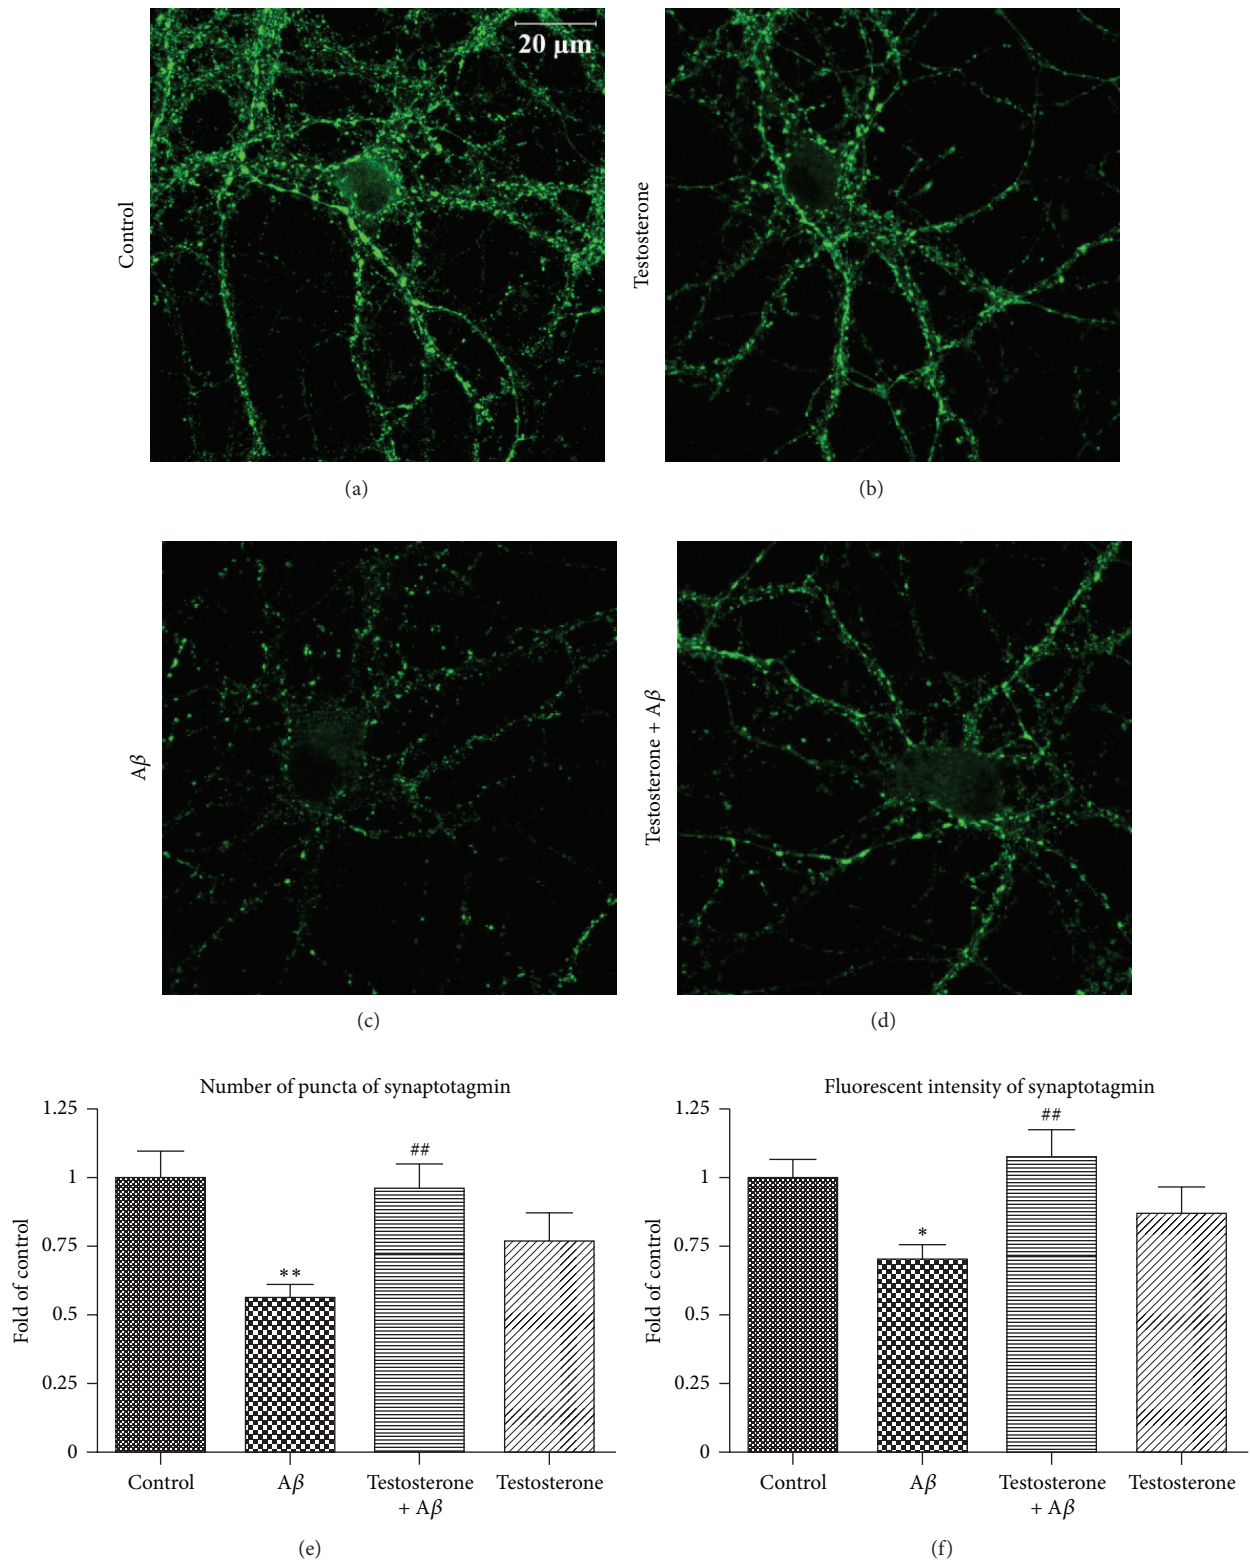 20 μm
Control
Testosterone
(a)
(b)
Aβ
Testosterone + Aβ
(c)
(d)
Number of puncta of synaptotagmin
Fold of control
1.25
1
0.75
0.5
0.25
0
**
##
Control
Aβ
Testosterone
+ Aβ
Testosterone
(e)
Fluorescent intensity of synaptotagmin
Fold of control
1.25
1
0.75
0.5
0.25
0
*
##
Control
Aβ
Testosterone
+ Aβ
Testosterone
(f)